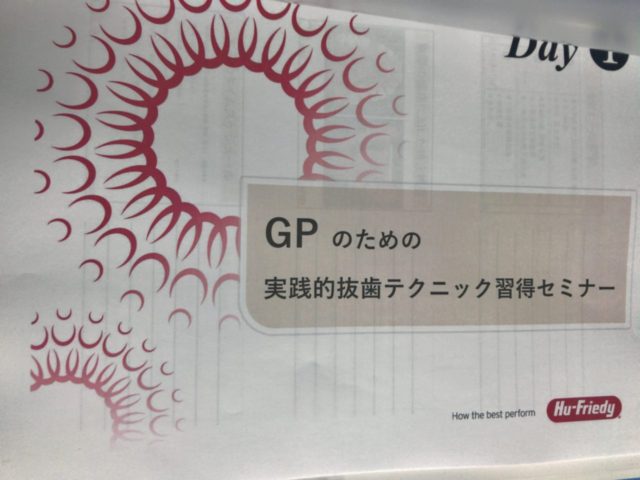 Day 1
GP のための
実践的抜歯テクニック習得セミナー
How the best perform
Hu-Friedy